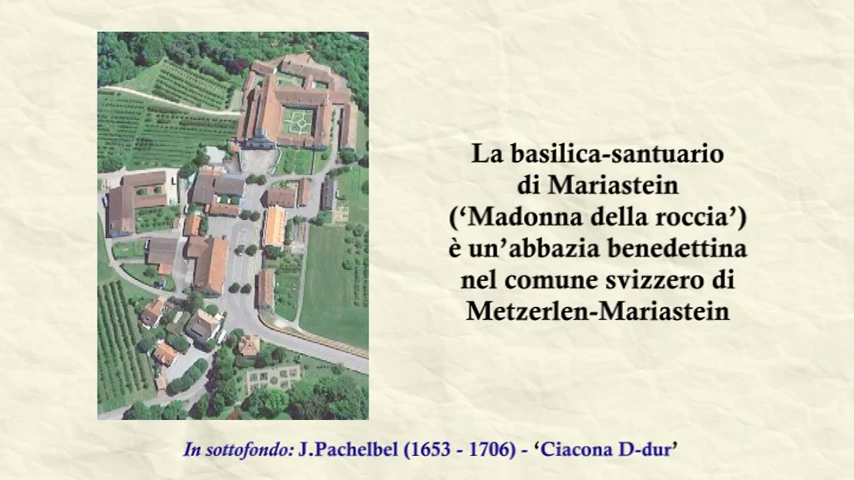 La basilica-santuario
di Mariastein
(‘Madonna della roccia’)
è un’abbazia benedettina
nel comune svizzero di
Metzerlen-Mariastein
In sottofondo: J.Pachelbel (1653 - 1706) - ‘Ciacona D-dur’